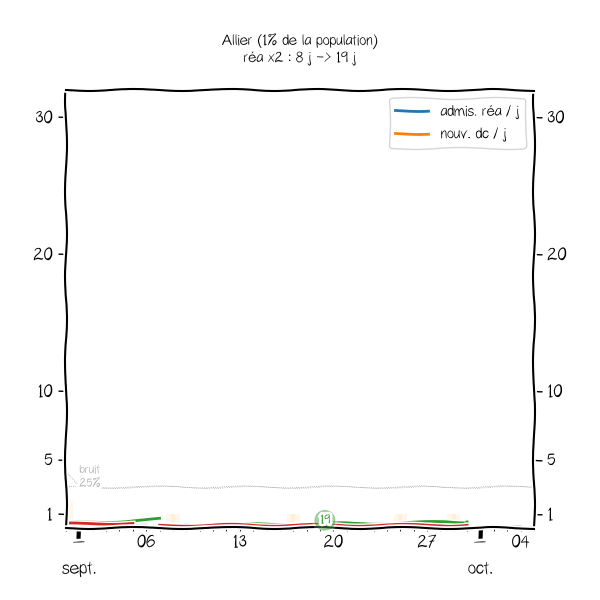 Allier (1% de la population)
réa x2 : 8 j -> 19 j
admis. réa / j
nouv. dc / j
30
30
20
20
10
10
5
5
bruit
25%
1
1
19
06
13
20
27
04
sept.
oct.